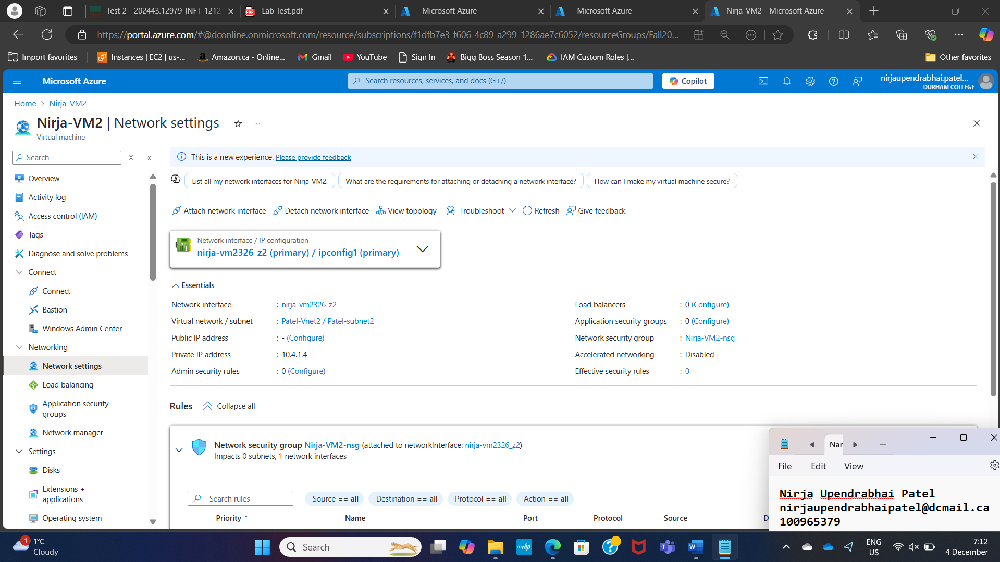 Test 2 - 202443.12979-INFT-1212
Lab Test.pdf
- Microsoft Azure
- Microsoft Azure
Nirja-VM2 - Microsoft Azure
https://portal.azure.com/#@dconline.onmicrosoft.com/resource/subscriptions/f1dfb7e3-f606-4c89-a299-1286ae7c6052/resourceGroups/Fall20...
Import favorites
Instances | EC2 | us-...
Amazon.ca - Online...
Gmail
YouTube
Sign In
Bigg Boss Season 1...
IAM Custom Roles |...
Other favorites
Microsoft Azure
Search resources, services, and docs (G+/)
Copilot
nirjaupendrabhai.patel...
DURHAM COLLEGE
Home > Nirja-VM2
Nirja-VM2 | Network settings
Virtual machine
Search
Overview
Activity log
Access control (IAM)
Tags
Diagnose and solve problems
Connect
Connect
Bastion
Windows Admin Center
Networking
Network settings
Load balancing
Application security
groups
Network manager
Settings
Disks
Extensions +
applications
Operating system
This is a new experience. Please provide feedback
List all my network interfaces for Nirja-VM2.
What are the requirements for attaching or detaching a network interface?
How can I make my virtual machine secure?
Attach network interface
Detach network interface
View topology
Troubleshoot
Refresh
Give feedback
Network interface / IP configuration
nirja-vm2326_z2 (primary) / ipconfig1 (primary)
Essentials
Network interface : nirja-vm2326_z2
Virtual network / subnet : Patel-Vnet2 / Patel-subnet2
Public IP address : - (Configure)
Private IP address : 10.4.1.4
Admin security rules : 0 (Configure)
Load balancers : 0 (Configure)
Application security groups : 0 (Configure)
Network security group : Nirja-VM2-nsg
Accelerated networking : Disabled
Effective security rules : 0
Rules
Collapse all
Network security group Nirja-VM2-nsg (attached to networkInterface: nirja-vm2326_z2)
Impacts 0 subnets, 1 network interfaces
Search rules
Source == all
Destination == all
Protocol == all
Action == all
Priority ↑
Name
Port
Protocol
Source
D
Nar
File
Edit
View
Nirja Upendrabhai Patel
nirjaupendrabhaipatel@dcmail.ca
100965379
1
1°C
Cloudy
Search
myhp
ENG
US
7:12
4 December